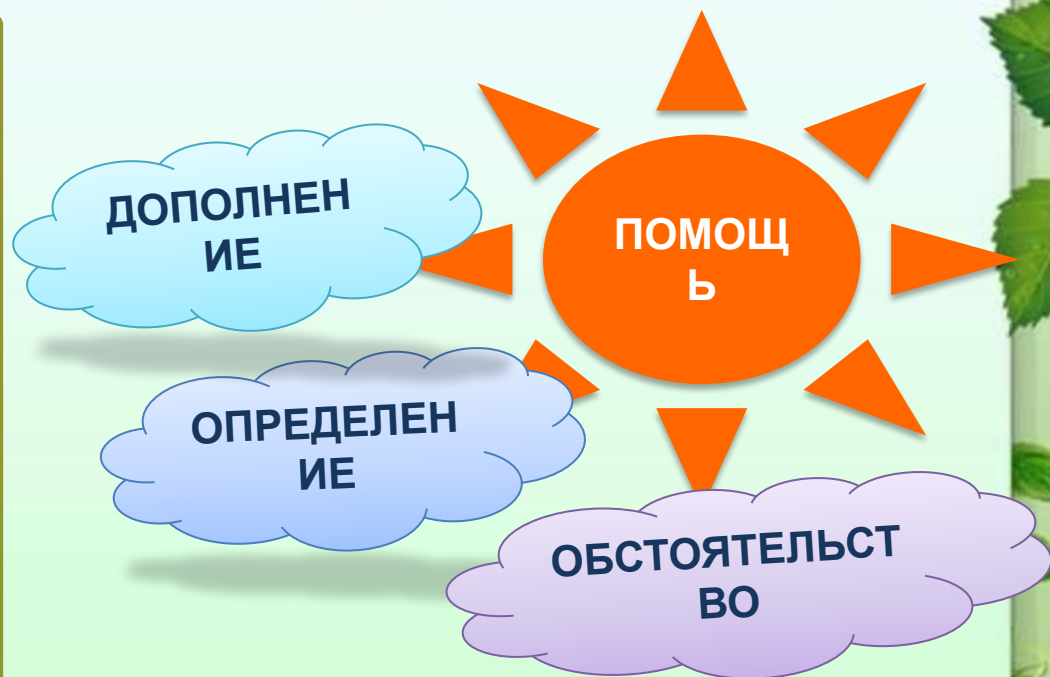 ДОПОЛНЕН
ИЕ
ПОМОЩ
Ь
ОПРЕДЕЛЕН
ИЕ
ОБСТОЯТЕЛЬСТ
ВО